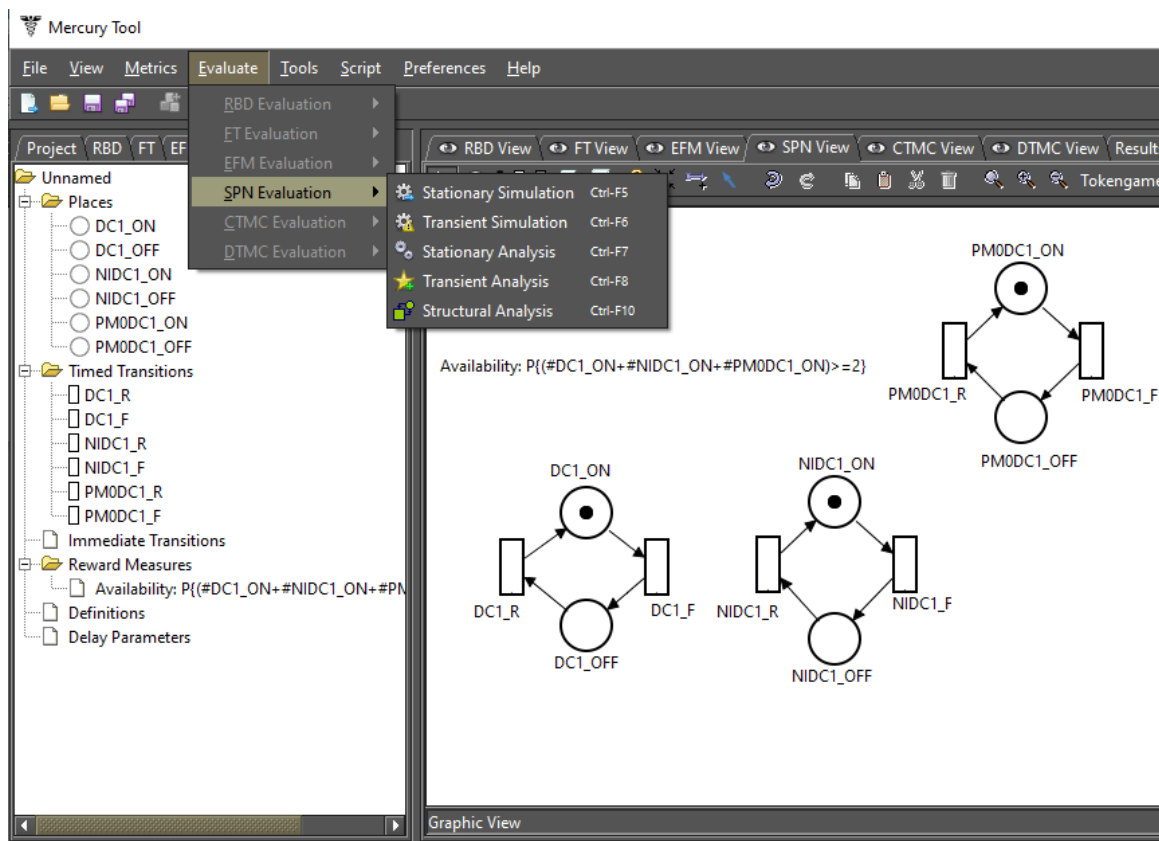 Mercury Tool
File View Metrics Evaluate Tools Script Preferences Help
RBD Evaluation
FT Evaluation
EFM Evaluation
SPN Evaluation
CTMC Evaluation
DTMC Evaluation
Stationary Simulation Ctrl-F5
Transient Simulation Ctrl-F6
Stationary Analysis Ctrl-F7
Transient Analysis Ctrl-F8
Structural Analysis Ctrl-F10
Project RBD FT EF
RBD View FT View EFM View SPN View CTMC View DTMC View Results
Tokengame
Unnamed
Places
DC1_ON
DC1_OFF
NIDC1_ON
NIDC1_OFF
PM0DC1_ON
PM0DC1_OFF
Timed Transitions
DC1_R
DC1_F
NIDC1_R
NIDC1_F
PM0DC1_R
PM0DC1_F
Immediate Transitions
Reward Measures
Availability: P{(#DC1_ON+#NIDC1_ON+#PM
Definitions
Delay Parameters
PM0DC1_ON
Availability: P{(#DC1_ON+#NIDC1_ON+#PM0DC1_ON)>=2}
PM0DC1_R
PM0DC1_F
PM0DC1_OFF
DC1_ON
NIDC1_ON
DC1_R
DC1_F
NIDC1_R
NIDC1_F
DC1_OFF
NIDC1_OFF
Graphic View